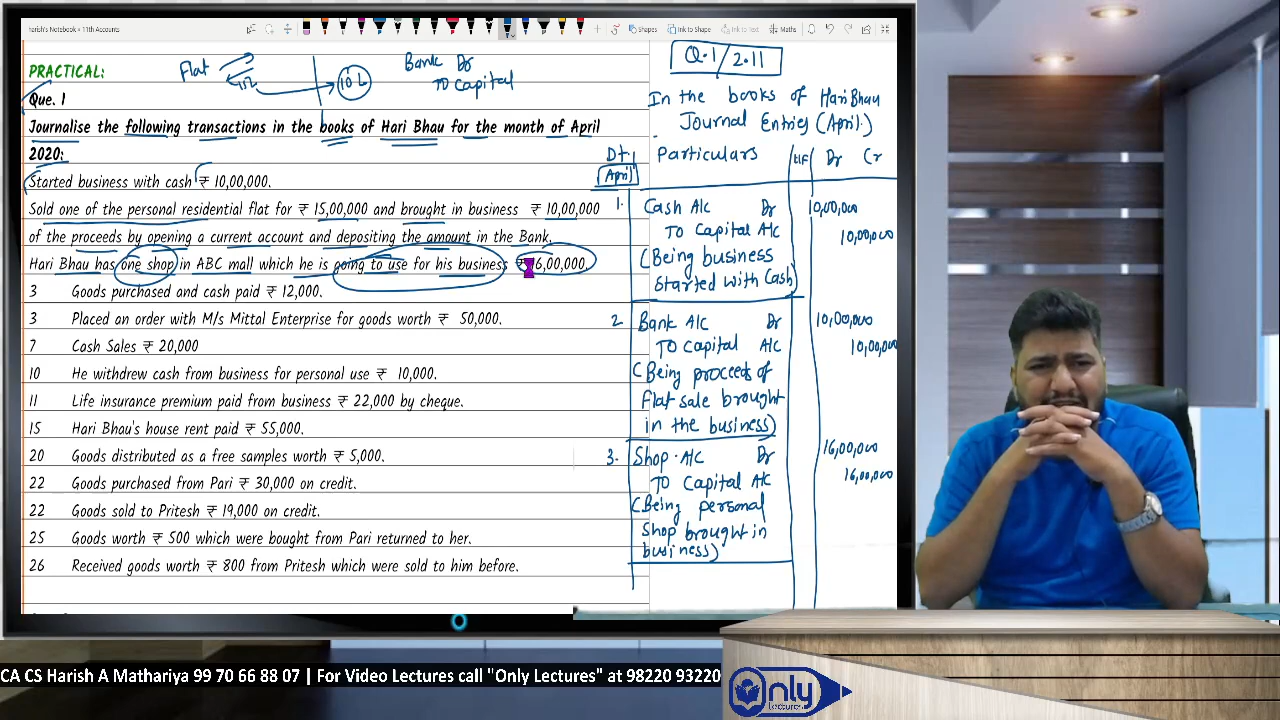 Harish's Notebook » 11th Accounts
Shapes
Ink to Shape
Ink to Text
Maths
PRACTICAL:
Flat
10L
Bank Dr
To Capital
Que. 1
Journalise the following transactions in the books of Hari Bhau for the month of April
2020:
Started business with cash ₹ 10,00,000.
Sold one of the personal residential flat for ₹ 15,00,000 and brought in business ₹ 10,00,000
of the proceeds by opening a current account and depositing the amount in the Bank.
Hari Bhau has one shop in ABC mall which he is going to use for his business ₹ 16,00,000.
3 Goods purchased and cash paid ₹ 12,000.
3 Placed an order with M/s Mittal Enterprise for goods worth ₹ 50,000.
7 Cash Sales ₹ 20,000
10 He withdrew cash from business for personal use ₹ 10,000.
11 Life insurance premium paid from business ₹ 22,000 by cheque.
15 Hari Bhau's house rent paid ₹ 55,000.
20 Goods distributed as a free samples worth ₹ 5,000.
22 Goods purchased from Pari ₹ 30,000 on credit.
22 Goods sold to Pritesh ₹ 19,000 on credit.
25 Goods worth ₹ 500 which were bought from Pari returned to her.
26 Received goods worth ₹ 800 from Pritesh which were sold to him before.
Q.1/2.11
In the books of Hari Bhau
Journal Entries (April)
Dt. Particulars L/F Dr Cr
April
1. Cash A/c Dr 10,00,000
To Capital A/c 10,00,000
(Being business
started with Cash)
2 Bank A/c Dr 10,00,000
To Capital A/c 10,00,000
(Being proceeds of
Flat sale brought
in the business)
3. Shop A/c Dr 16,00,000
To Capital A/c 16,00,000
(Being personal
Shop brought in
business)
CA CS Harish A Mathariya 99 70 66 88 07 | For Video Lectures call "Only Lectures" at 98220 93220
Only
Lectures